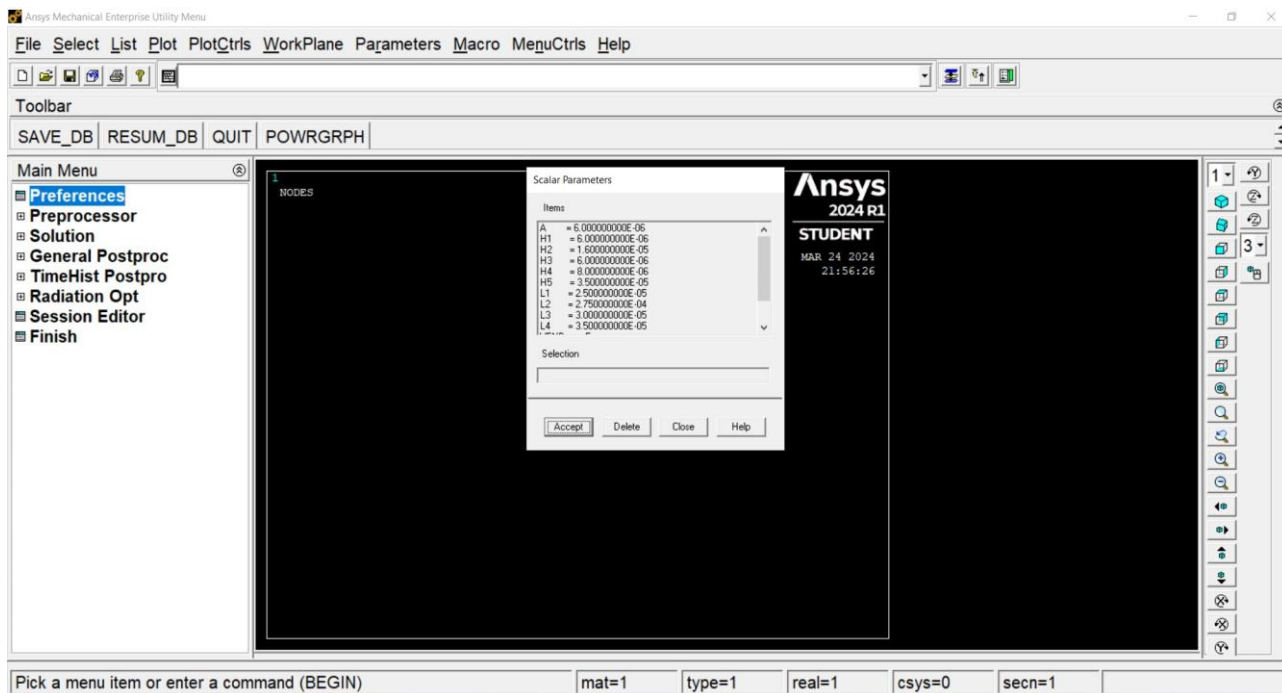 Ansys Mechanical Enterprise Utility Menu
File Select List Plot PlotCtrls WorkPlane Parameters Macro MenuCtrls Help
Toolbar
SAVE_DB RESUM_DB QUIT POWRGRPH
Main Menu
Preferences
Preprocessor
Solution
General Postproc
TimeHist Postpro
Radiation Opt
Session Editor
Finish
1
NODES
Scalar Parameters
Items
A = 6.000000000E-06
H1 = 6.000000000E-06
H2 = 1.600000000E-05
H3 = 6.000000000E-06
H4 = 8.000000000E-06
H5 = 3.500000000E-05
L1 = 2.500000000E-05
L2 = 2.750000000E-04
L3 = 3.000000000E-05
L4 = 3.500000000E-05
Selection
Accept Delete Close Help
Ansys
2024 R1
STUDENT
MAR 24 2024
21:56:26
1
3
Pick a menu item or enter a command (BEGIN) mat=1 type=1 real=1 csys=0 secn=1